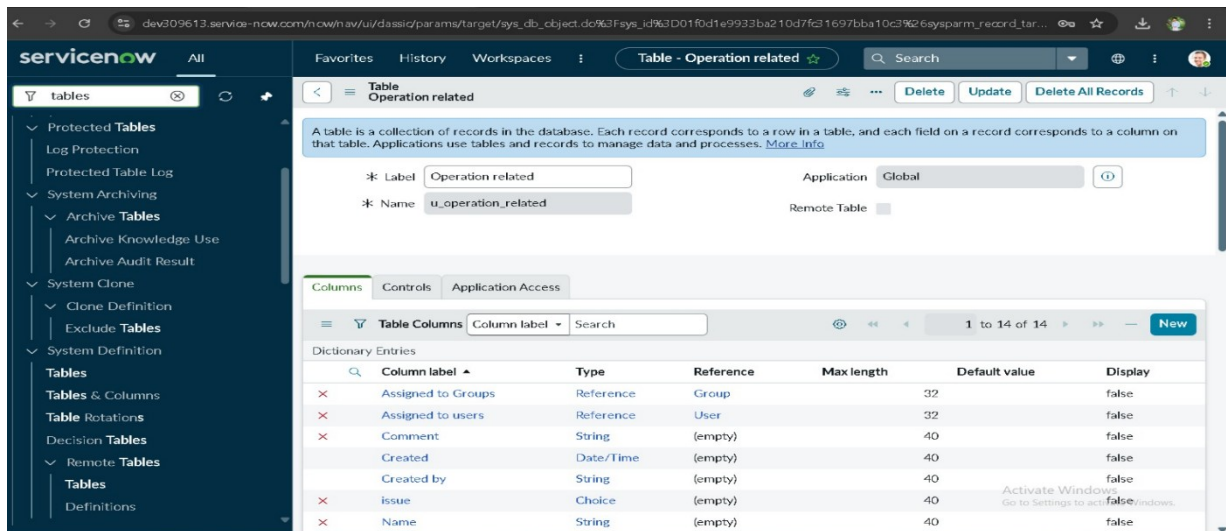 dev309613.service-now.com/now/nav/ui/classic/params/target/sys_db_object.do%3Fsys_id%3D01f0d1e9933ba210d7fc31697bba10c3%26sysparm_record_tar...
servicenow All Favorites History Workspaces Table - Operation related Search
tables
Protected Tables
Log Protection
Protected Table Log
System Archiving
Archive Tables
Archive Knowledge Use
Archive Audit Result
System Clone
Clone Definition
Exclude Tables
System Definition
Tables
Tables & Columns
Table Rotations
Decision Tables
Remote Tables
Tables
Definitions
Table
Operation related
Delete Update Delete All Records
A table is a collection of records in the database. Each record corresponds to a row in a table, and each field on a record corresponds to a column on
that table. Applications use tables and records to manage data and processes. More Info
Label Operation related Application Global
Name u_operation_related Remote Table
Columns Controls Application Access
Table Columns Column label Search 1 to 14 of 14 New
Dictionary Entries
Column label Type Reference Max length Default value Display
Assigned to Groups Reference Group 32 false
Assigned to users Reference User 32 false
Comment String (empty) 40 false
Created Date/Time (empty) 40 false
Created by String (empty) 40 false
issue Choice (empty) 40 false
Name String (empty) 40 false
Activate Windows
Go to Settings to activate Windows.